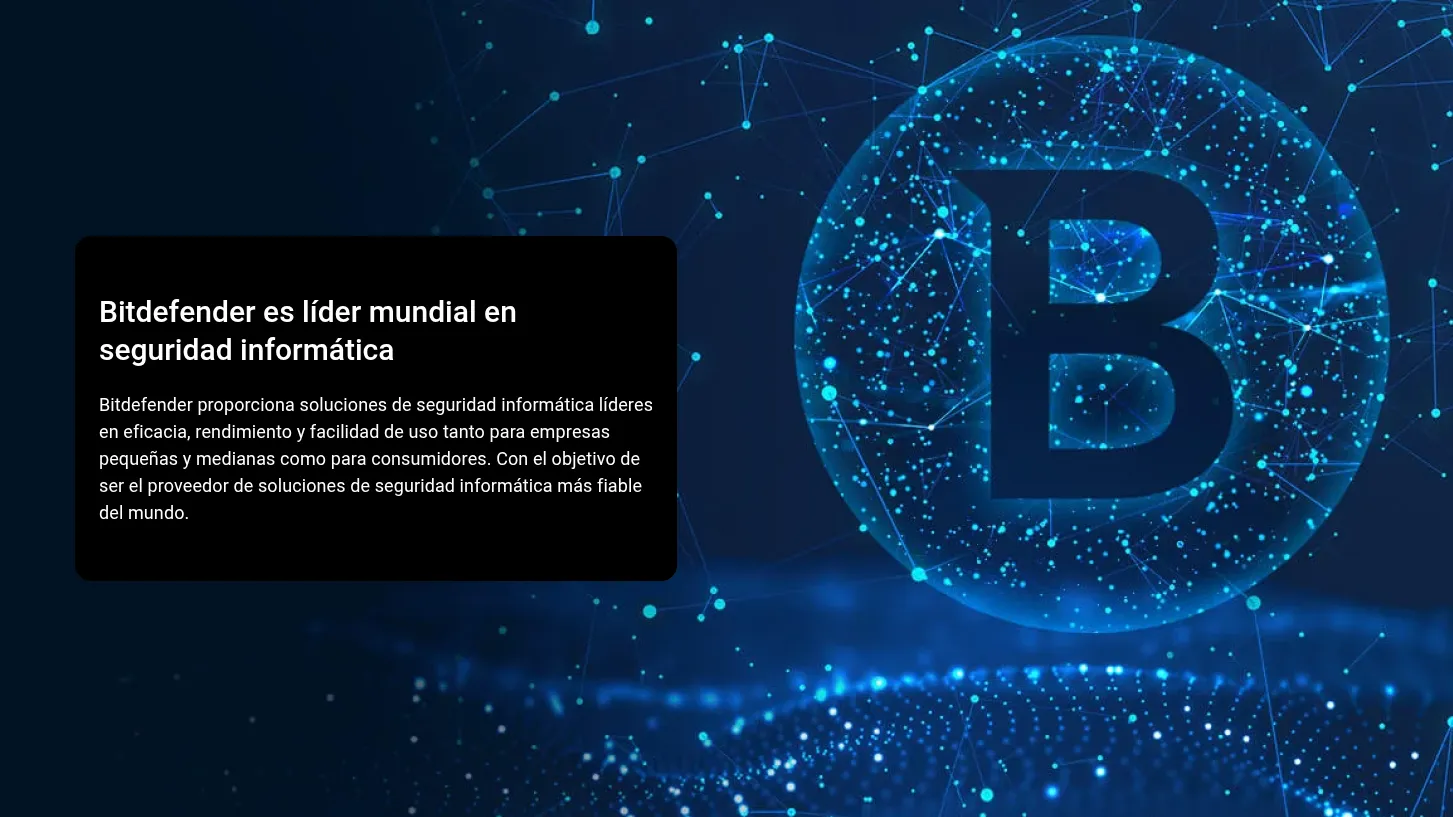 Bitdefender es líder mundial en
seguridad informática
Bitdefender proporciona soluciones de seguridad informática líderes
en eficacia, rendimiento y facilidad de uso tanto para empresas
pequeñas y medianas como para consumidores. Con el objetivo de
ser el proveedor de soluciones de seguridad informática más fiable
del mundo.
B